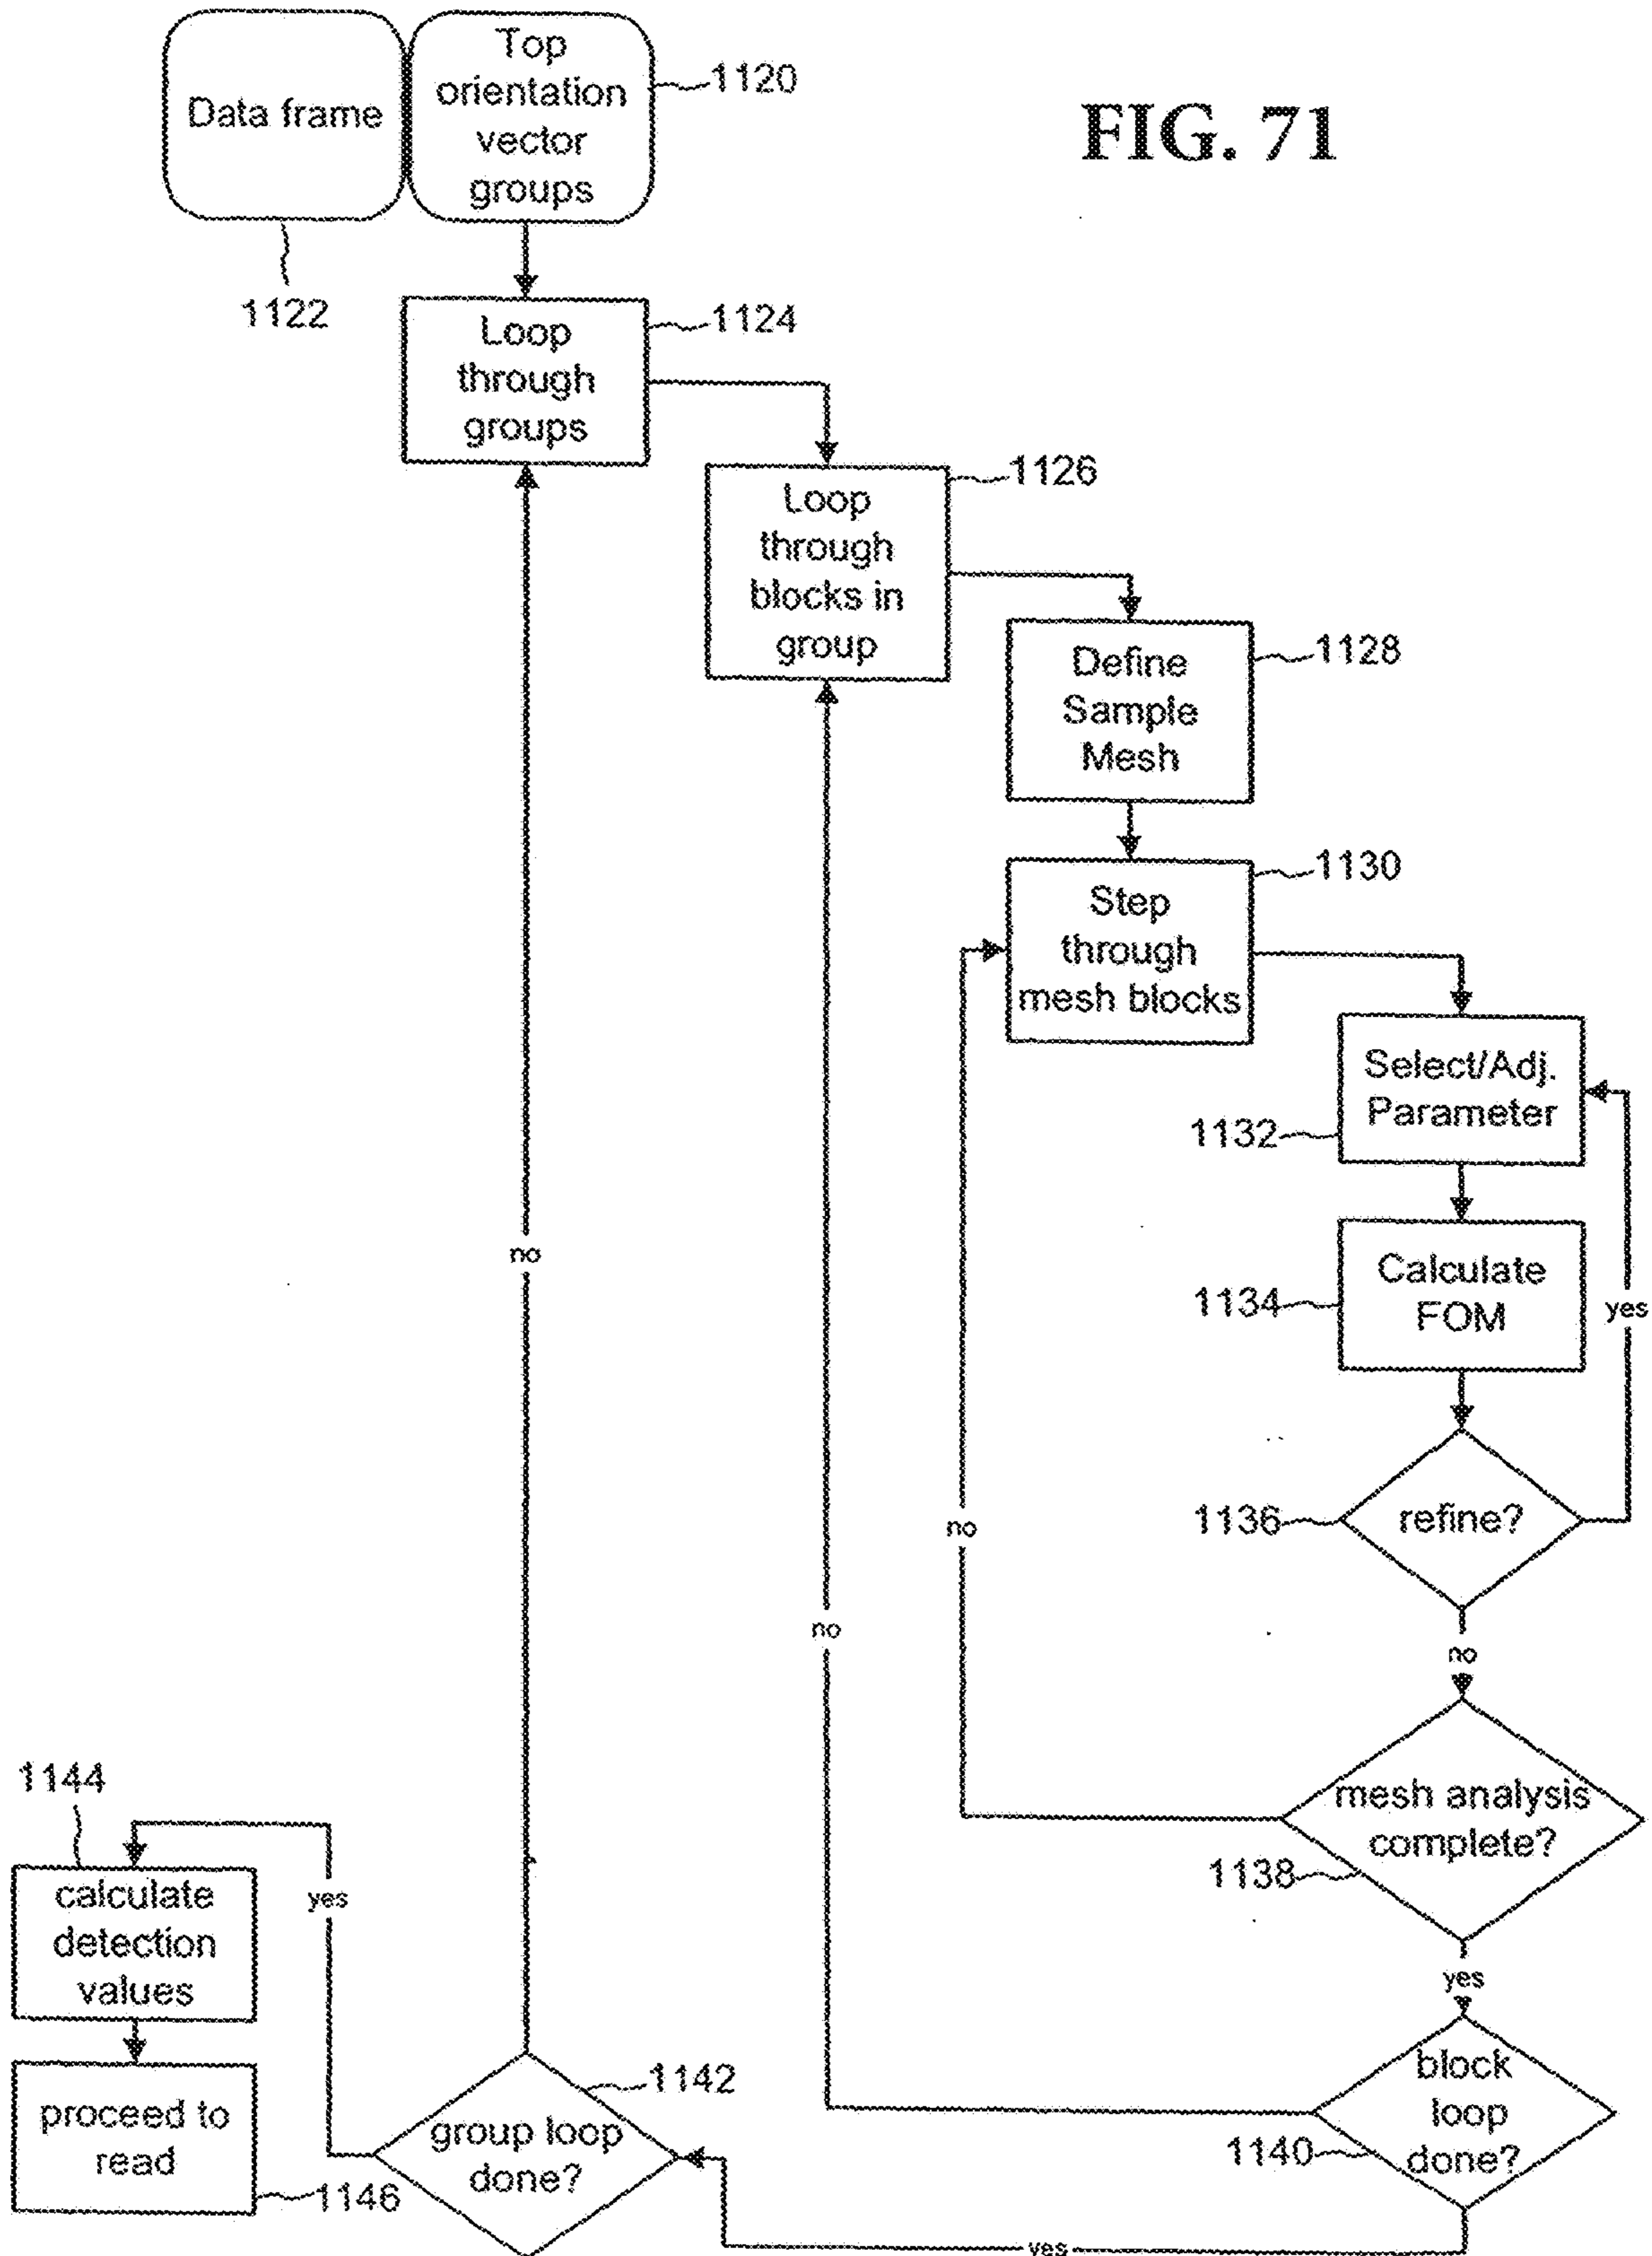 Data frame
Top
orientation
vector
groups
1120
FIG. 71
1122
Loop
through
groups
1124
Loop
through
blocks in
group
1126
Define
Sample
Mesh
1128
Step
through
mesh blocks
1130
Select/Adj.
Parameter
1132
Calculate
FOM
1134
yes
refine?
1136
no
no
no
no
mesh analysis
complete?
1138
yes
block
loop
done?
1140
yes
group loop
done?
1142
yes
1144
calculate
detection
values
proceed to
read
1146